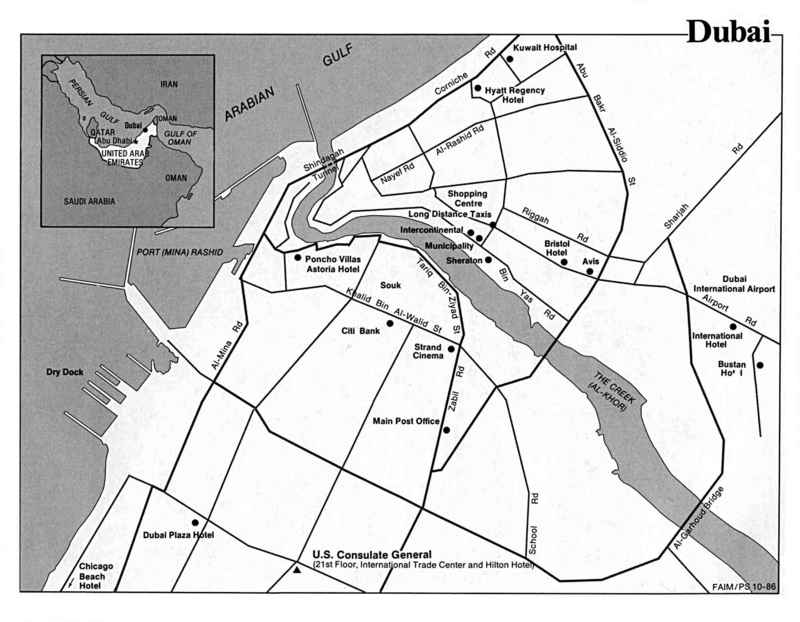 Dubai
IRAN
PERSIAN
GULF
Dubai
OMAN
QATAR
Abu Dhabi
GULF OF
OMAN
UNITED ARAB
EMIRATES
OMAN
SAUDI ARABIA
ARABIAN GULF
Corniche Rd
Kuwait Hospital
Hyatt Regency
Hotel
Abu Bakr Al-Siddio St
Al-Rashid Rd
Nayef Rd
Shindagah
Tunnel
Shopping
Centre
Long Distance Taxis
Riggah Rd
Sharjah Rd
Intercontinental
Municipality
Sheraton
Bristol
Hotel
Avis
Bin Yas Rd
PORT (MINA) RASHID
Poncho Villas
Astoria Hotel
Souk
Tariq Bin-Ziyad St
Khalid Bin Al-Walid St
Dubai
International Airport
Airport Rd
International
Hotel
Bustan
Al-Mina Rd
Citi Bank
Strand
Cinema
Dry Dock
Zabil Rd
THE CREEK
(AL-KHOR)
Main Post Office
School Rd
Al-Garhoud Bridge
Dubai Plaza Hotel
U.S. Consulate General
(21st Floor, International Trade Center and Hilton Hotel)
Chicago
Beach
Hotel
FAIM/PS 10-86